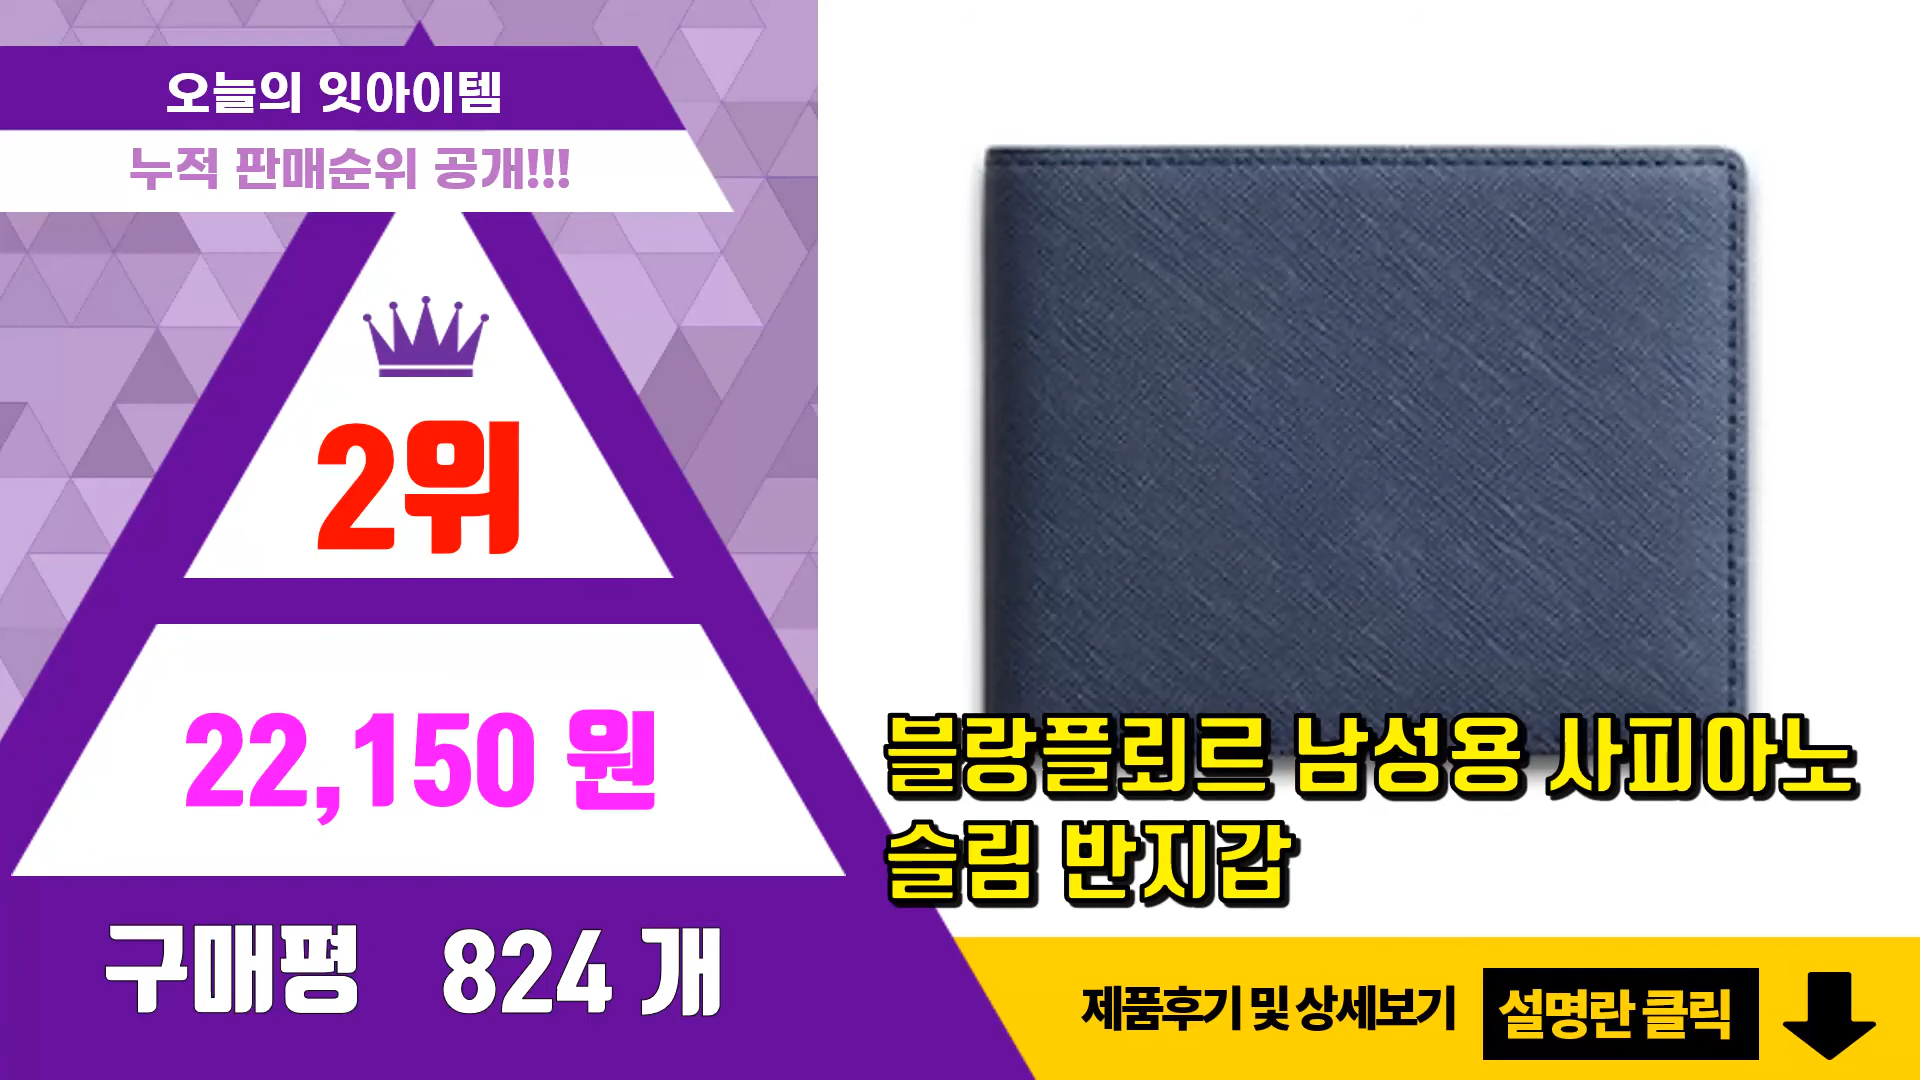 오늘의 잇아이템
누적 판매순위 공개!!!
2위
22,150 원
구매평 824 개
블랑플뢰르 남성용 사피아노
슬림 반지갑
제품후기 및 상세보기 설명란 클릭